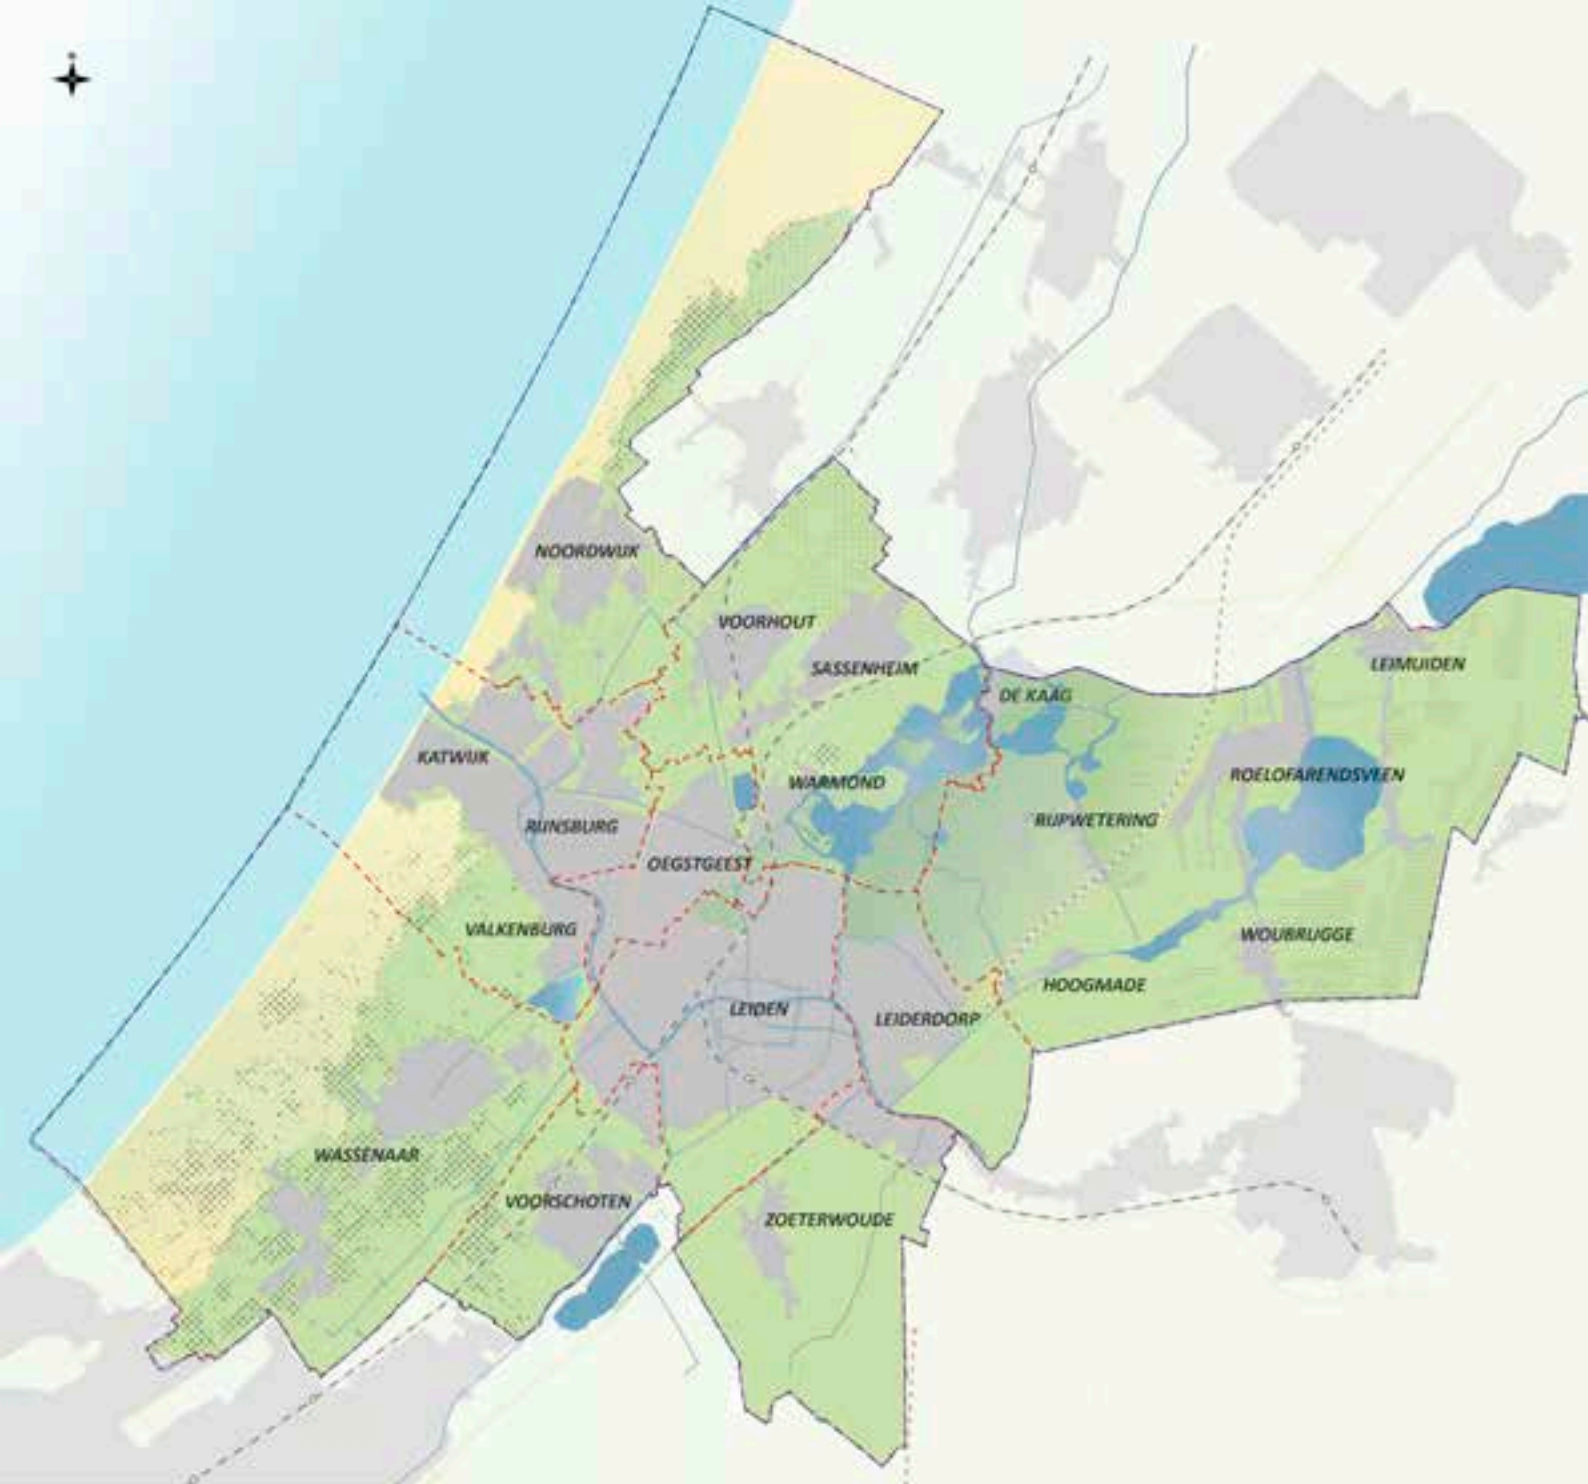 NOORDWIJK
VOORHOUT
SASSENHEIM
LEIMUIDEN
DE KAAG
KATWIJK
WARMOND
ROELOFARENDSVEEN
RIJNSBURG
RIJPWETERING
OEGSTGEEST
VALKENBURG
WOUBRUGGE
HOOGMADE
LEIDEN
LEIDERDORP
WASSENAAR
VOORSCHOTEN
ZOETERWOUDE